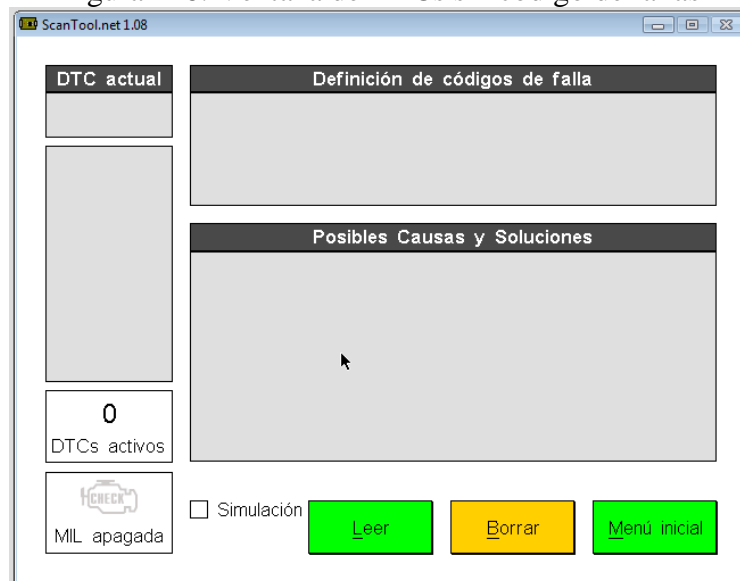 ScanTool.net 1.08
DTC actual
Definición de códigos de falla
Posibles Causas y Soluciones
0
DTCs activos
CHECK
MIL apagada
Simulación
Leer
Borrar
Menú inicial